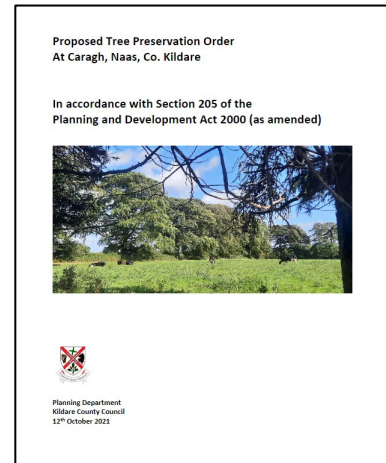 Proposed Tree Preservation Order
At Caragh, Naas, Co. Kildare
In accordance with Section 205 of the
Planning and Development Act 2000 (as amended)
Planning Department
Kildare County Council
12th October 2021